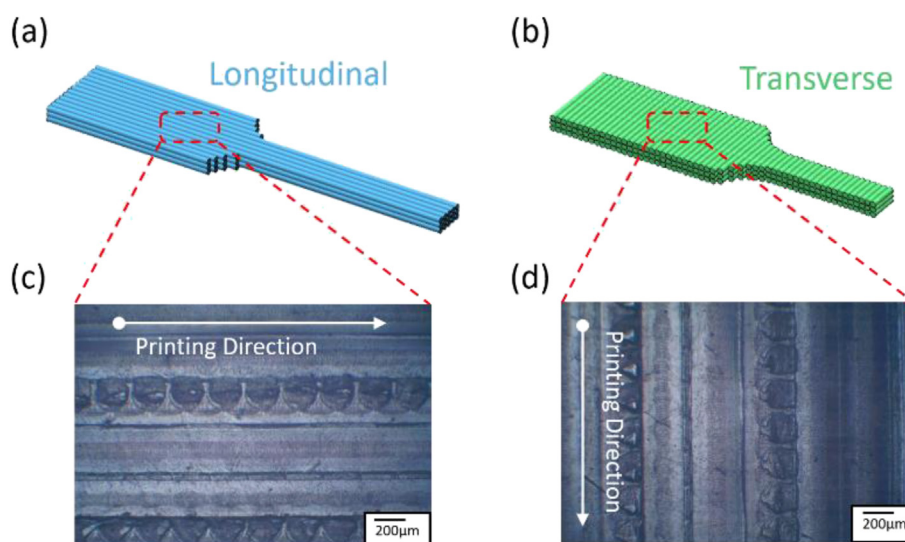 (a)
Longitudinal
(b)
Transverse
(c)
Printing Direction
200μm
(d)
Printing Direction
200μm